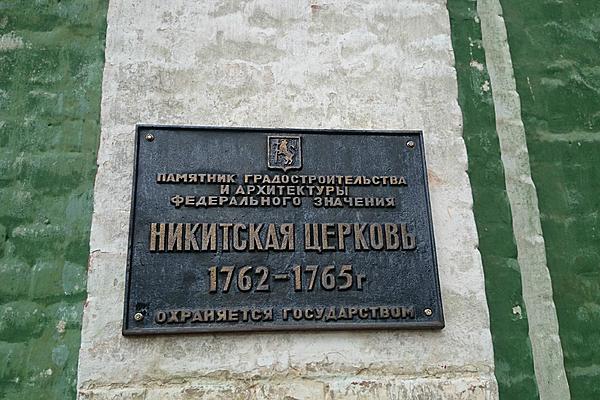 ПАМЯТНИК ГРАДОСТРОИТЕЛЬСТВА
И АРХИТЕКТУРЫ
ФЕДЕРАЛЬНОГО ЗНАЧЕНИЯ
НИКИТСКАЯ ЦЕРКОВЬ
1762-1765г
ОХРАНЯЕТСЯ ГОСУДАРСТВОМ